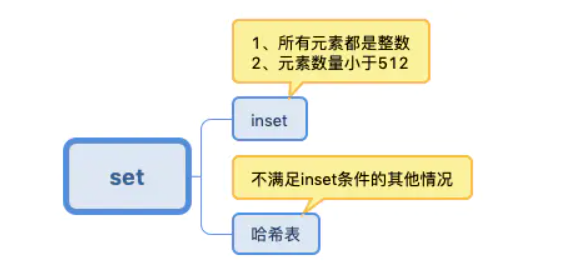 1、所有元素都是整数
2、元素数量小于512
inset
set
不满足inset条件的其他情况
哈希表